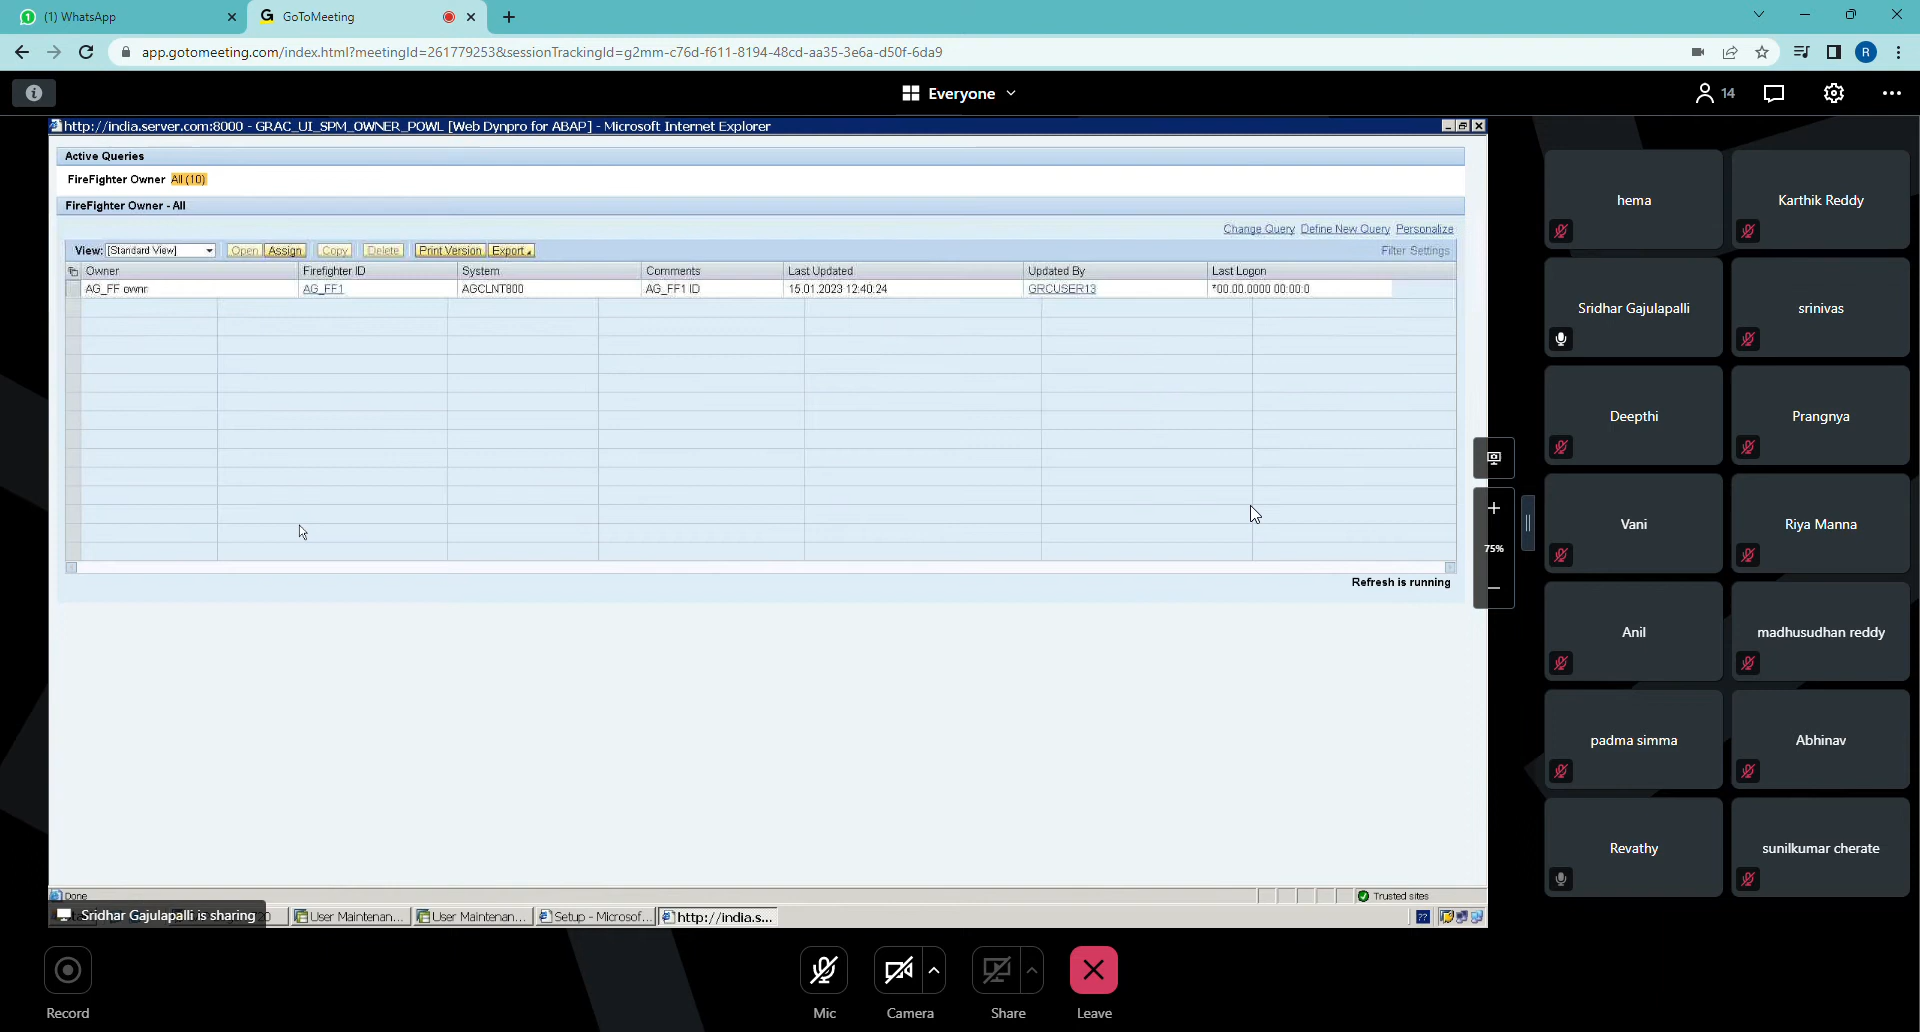 (1) WhatsApp
GoToMeeting
app.gotomeeting.com/index.html?meetingId=261779253&sessionTrackingId=g2mm-c76d-f611-8194-48cd-aa35-3e6a-d50f-6da9
R
Everyone
14
http://india.server.com:8000 - GRAC_UI_SPM_OWNER_POWL [Web Dynpro for ABAP] - Microsoft Internet Explorer
Active Queries
FireFighter Owner All (10)
FireFighter Owner - All
Change Query Define New Query Personalize
View: [Standard View] Open Assign Copy Delete Print Version Export Filter Settings
Owner Firefighter ID System Comments Last Updated Updated By Last Logon
AG_FF ownr AG_FF1 AGCLNT800 AG_FF1 ID 15.01.2023 12:40:24 GRCUSER13 *00.00.0000 00:00:0
Refresh is running
75%
hema
Karthik Reddy
Sridhar Gajulapalli
srinivas
Deepthi
Prangnya
Vani
Riya Manna
Anil
madhusudhan reddy
padma simma
Abhinav
Revathy
sunilkumar cherate
Done
Trusted sites
Sridhar Gajulapalli is sharing
20
User Maintenan...
User Maintenan...
Setup - Microsof...
http://india.s...
Record
Mic
Camera
Share
Leave